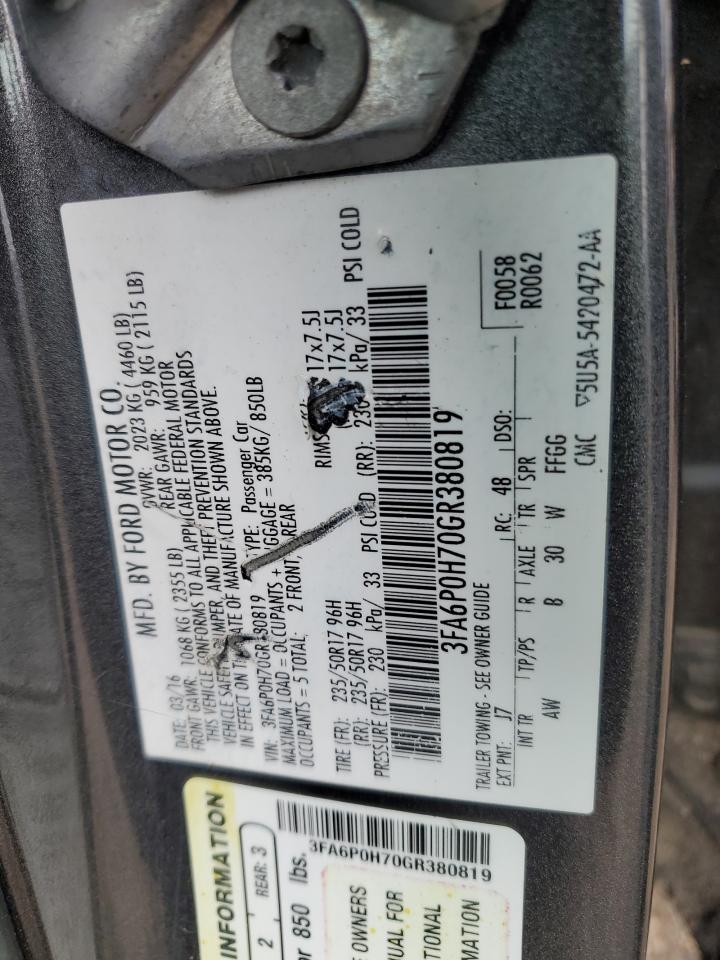 MFD. BY FORD MOTOR CO.
DATE: 03/16 GVWR: 2023 KG ( 4460 LB)
FRONT GAWR: 1068 KG ( 2355 LB) REAR GAWR: 959 KG ( 2115 LB)
THIS VEHICLE CONFORMS TO ALL APPLICABLE FEDERAL MOTOR
VEHICLE SAFETY BUMPER, AND THEFT PREVENTION STANDARDS
IN EFFECT ON DATE OF MANUFACTURE SHOWN ABOVE.
VIN: 3FA6P0H70GR380819 TYPE: Passenger Car
MAXIMUM LOAD = OCCUPANTS + GGAGE = 385KG/ 850LB
OCCUPANTS = 5 TOTAL: 2 FRONT, REAR
TIRE (FR): 235/50R17 96H RIMS 17x7.5J
(RR): 235/50R17 96H 17x7.5J
PRESSURE (FR): 230 kPa/ 33 PSI COLD (RR): kPa/ 33 PSI COLD
3FA6P0H70GR380819
TRAILER TOWING - SEE OWNER GUIDE
F0058
R0062
EXT PNT: J7 RC: 48 DSO:
INT TR TP/PS R AXLE TR SPR
AW B 30 W FFGG
CMC 5U5A-5420472-AA
INFORMATION
2 REAR: 3
or 850 lbs.
3FA6P0H70GR380819
OWNERS
UAL FOR
TIONAL
RMATION